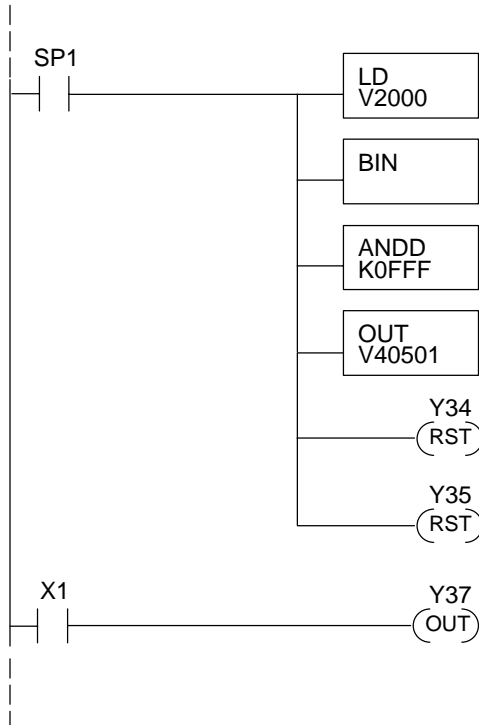 SP1
LD
V2000
BIN
ANDD
K0FFF
OUT
V40501
Y34
RST
Y35
RST
X1
Y37
OUT